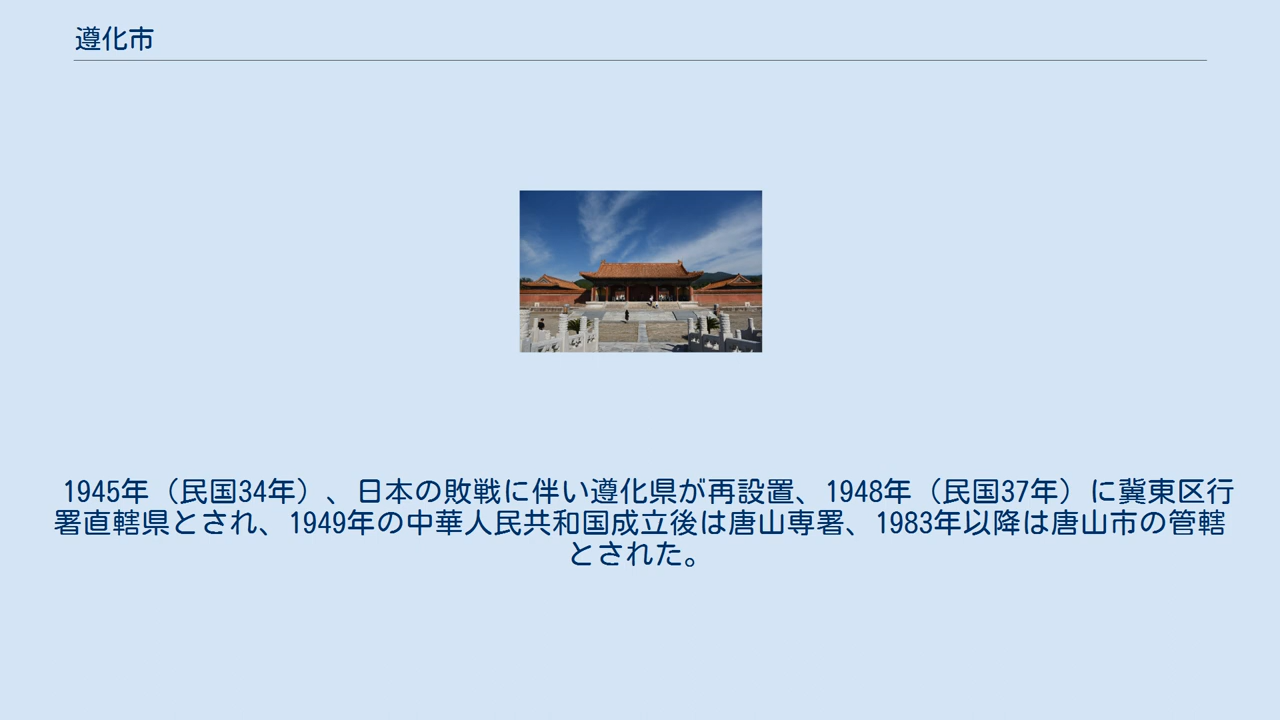 遵化市
1945年（民国34年）、日本の敗戦に伴い遵化県が再設置、1948年（民国37年）に冀東区行
署直轄県とされ、1949年の中華人民共和国成立後は唐山専署、1983年以降は唐山市の管轄
とされた。